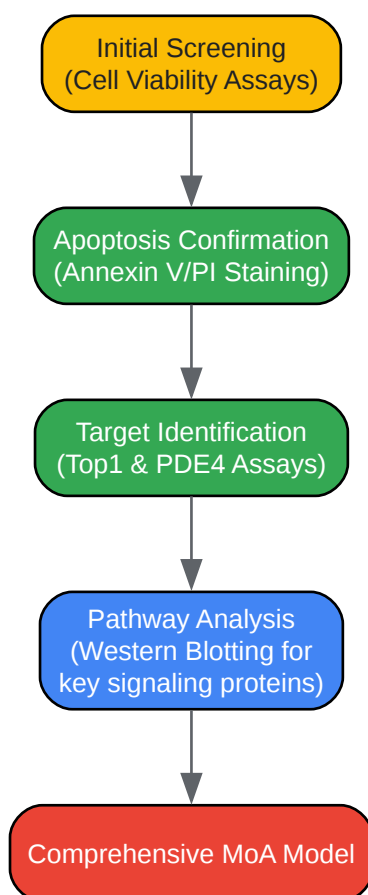 Initial Screening
(Cell Viability Assays)
Apoptosis Confirmation
(Annexin V/PI Staining)
Target Identification
(Top1 & PDE4 Assays)
Pathway Analysis
(Western Blotting for
key signaling proteins)
Comprehensive MoA Model